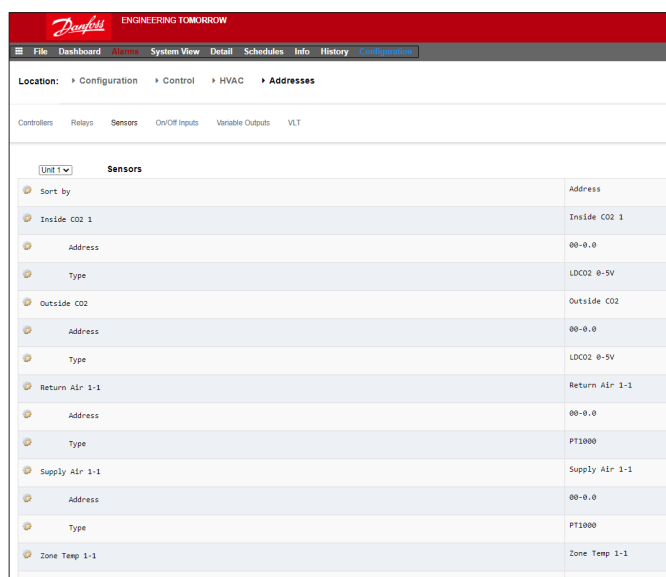 Danfoss ENGINEERING TOMORROW
File Dashboard Alarms System View Detail Schedules Info History Configuration
Location: Configuration Control HVAC Addresses
Controllers Relays Sensors On/Off Inputs Variable Outputs VLT
Unit 1 Sensors
Sort by Address
Inside CO2 1 Inside CO2 1
Address 00-0.0
Type LDCO2 0-5V
Outside CO2 Outside CO2
Address 00-0.0
Type LDCO2 0-5V
Return Air 1-1 Return Air 1-1
Address 00-0.0
Type PT1000
Supply Air 1-1 Supply Air 1-1
Address 00-0.0
Type PT1000
Zone Temp 1-1 Zone Temp 1-1